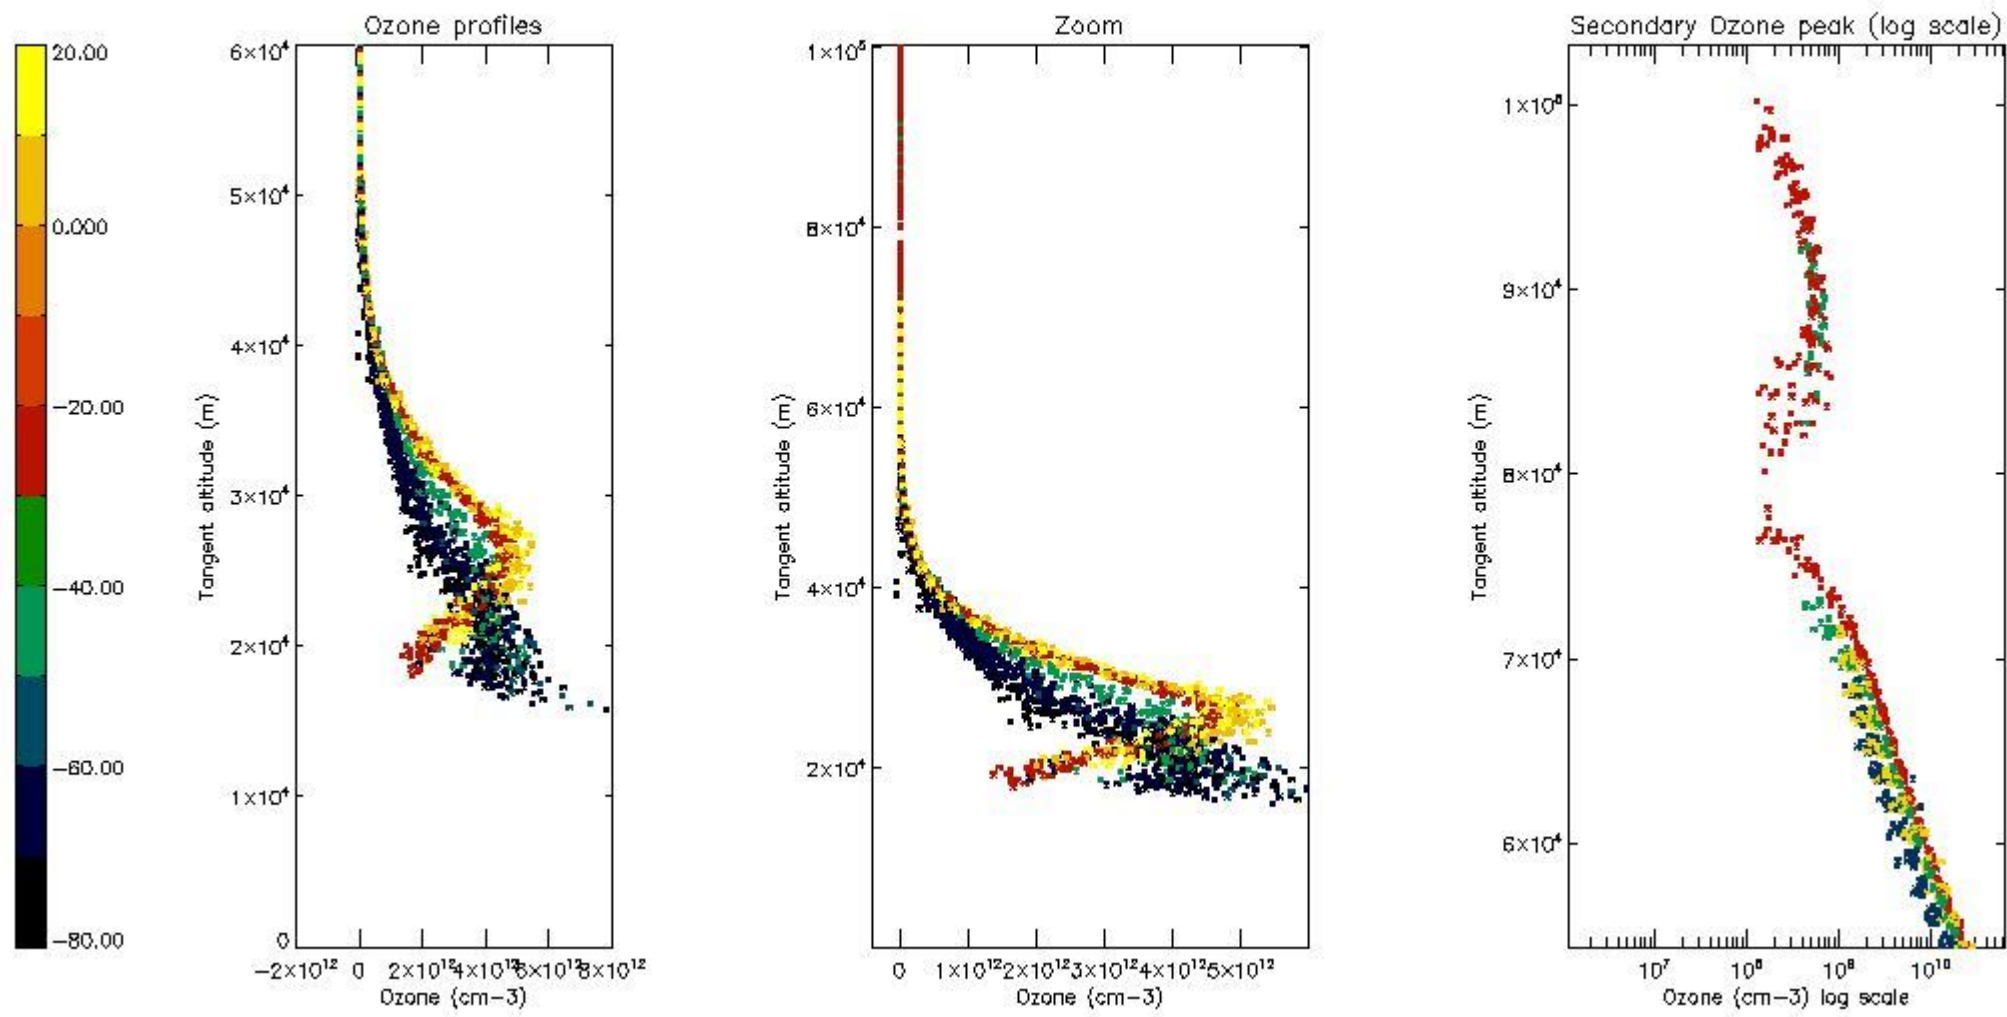 Ozone profiles
Zoom
Secondary Ozone peak (log scale)
20.00
0.000
−20.00
−40.00
−60.00
−80.00
6×10⁴
5×10⁴
4×10⁴
3×10⁴
2×10⁴
1×10⁴
0
Tangent altitude (m)
−2×10¹² 0 2×10¹² 4×10¹² 6×10¹² 8×10¹²
Ozone (cm−3)
1×10⁵
8×10⁴
6×10⁴
4×10⁴
2×10⁴
Tangent altitude (m)
0 1×10¹² 2×10¹² 3×10¹² 4×10¹² 5×10¹²
Ozone (cm−3)
9×10⁴
8×10⁴
7×10⁴
6×10⁴
Tangent altitude (m)
10⁷ 10⁸ 10⁹ 10¹⁰
Ozone (cm−3) log scale